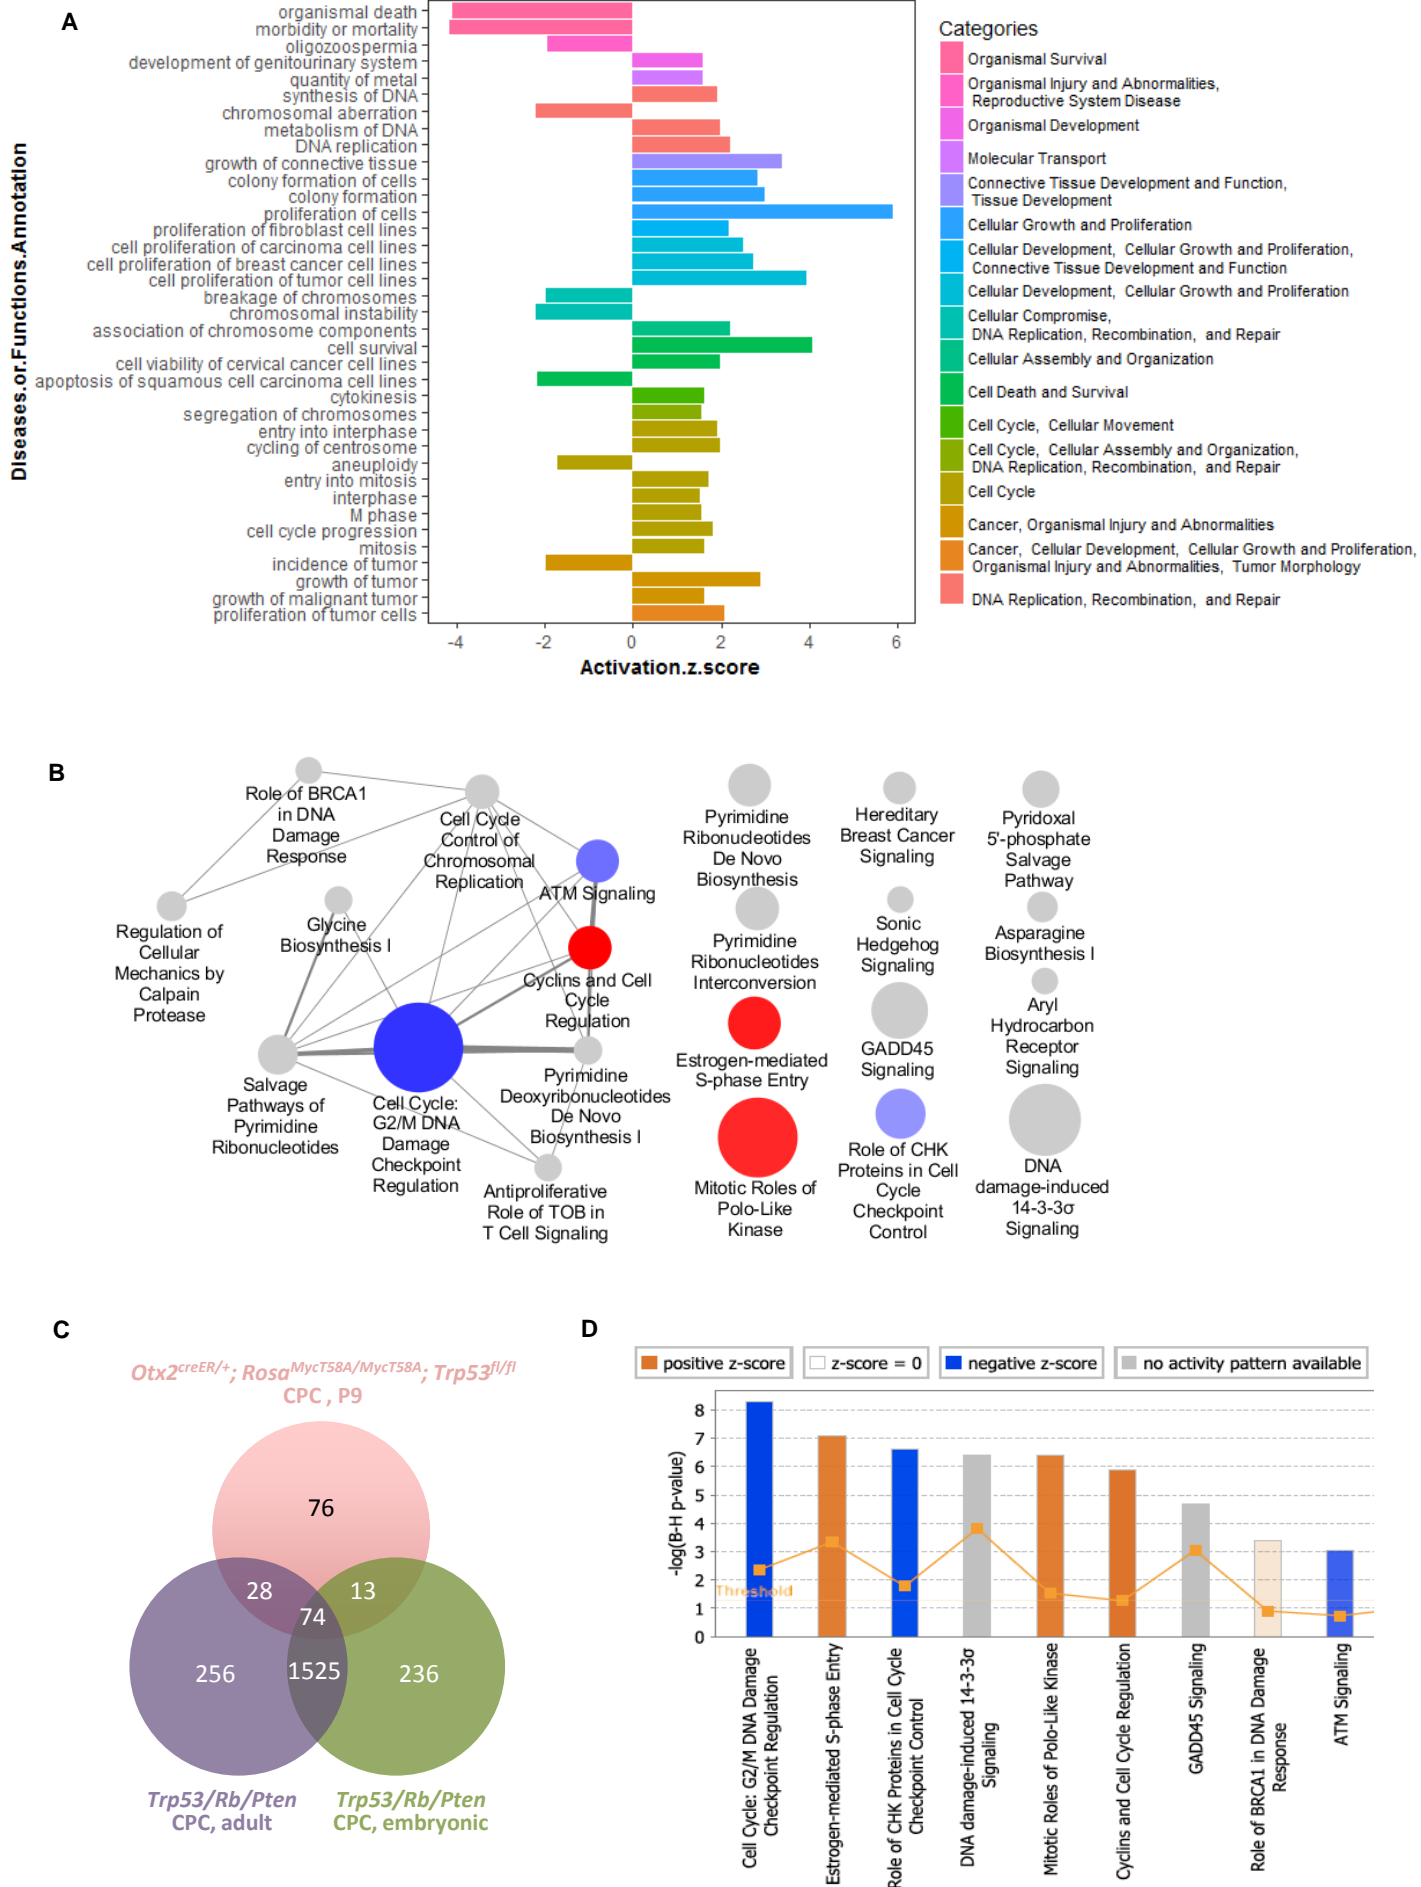 A
Diseases.or.Functions.Annotation
organismal death
morbidity or mortality
oligozoospermia
development of genitourinary system
quantity of metal
synthesis of DNA
chromosomal aberration
metabolism of DNA
DNA replication
growth of connective tissue
colony formation of cells
colony formation
proliferation of cells
proliferation of fibroblast cell lines
cell proliferation of carcinoma cell lines
cell proliferation of breast cancer cell lines
cell proliferation of tumor cell lines
breakage of chromosomes
chromosomal instability
association of chromosome components
cell survival
cell viability of cervical cancer cell lines
apoptosis of squamous cell carcinoma cell lines
cytokinesis
segregation of chromosomes
entry into interphase
cycling of centrosome
aneuploidy
entry into mitosis
interphase
M phase
cell cycle progression
mitosis
incidence of tumor
growth of tumor
growth of malignant tumor
proliferation of tumor cells
-4 -2 0 2 4 6
Activation.z.score
Categories
Organismal Survival
Organismal Injury and Abnormalities,
Reproductive System Disease
Organismal Development
Molecular Transport
Connective Tissue Development and Function,
Tissue Development
Cellular Growth and Proliferation
Cellular Development, Cellular Growth and Proliferation,
Connective Tissue Development and Function
Cellular Development, Cellular Growth and Proliferation
Cellular Compromise,
DNA Replication, Recombination, and Repair
Cellular Assembly and Organization
Cell Death and Survival
Cell Cycle, Cellular Movement
Cell Cycle, Cellular Assembly and Organization,
DNA Replication, Recombination, and Repair
Cell Cycle
Cancer, Organismal Injury and Abnormalities
Cancer, Cellular Development, Cellular Growth and Proliferation,
Organismal Injury and Abnormalities, Tumor Morphology
DNA Replication, Recombination, and Repair
B
Role of BRCA1
in DNA
Damage
Response
Cell Cycle
Control of
Chromosomal
Replication
ATM Signaling
Regulation of
Cellular
Mechanics by
Calpain
Protease
Glycine
Biosynthesis I
Cyclins and Cell
Cycle
Regulation
Salvage
Pathways of
Pyrimidine
Ribonucleotides
Cell Cycle:
G2/M DNA
Damage
Checkpoint
Regulation
Pyrimidine
Deoxyribonucleotides
De Novo
Biosynthesis I
Antiproliferative
Role of TOB in
T Cell Signaling
Pyrimidine
Ribonucleotides
De Novo
Biosynthesis
Pyrimidine
Ribonucleotides
Interconversion
Estrogen-mediated
S-phase Entry
Mitotic Roles of
Polo-Like
Kinase
Hereditary
Breast Cancer
Signaling
Sonic
Hedgehog
Signaling
GADD45
Signaling
Role of CHK
Proteins in Cell
Cycle
Checkpoint
Control
Pyridoxal
5'-phosphate
Salvage
Pathway
Asparagine
Biosynthesis I
Aryl
Hydrocarbon
Receptor
Signaling
DNA
damage-induced
14-3-3σ
Signaling
C
Otx2creER/+; RosaMycT58A/MycT58A; Trp53fl/fl
CPC , P9
76
28
13
74
256
1525
236
Trp53/Rb/Pten
CPC, adult
Trp53/Rb/Pten
CPC, embryonic
D
positive z-score
z-score = 0
negative z-score
no activity pattern available
-log(B-H p-value)
8
7
6
5
4
3
2
1
0
Threshold
Cell Cycle: G2/M DNA Damage
Checkpoint Regulation
Estrogen-mediated S-phase Entry
Role of CHK Proteins in Cell Cycle
Checkpoint Control
DNA damage-induced 14-3-3σ
Signaling
Mitotic Roles of Polo-Like Kinase
Cyclins and Cell Cycle Regulation
GADD45 Signaling
Role of BRCA1 in DNA Damage
Response
ATM Signaling